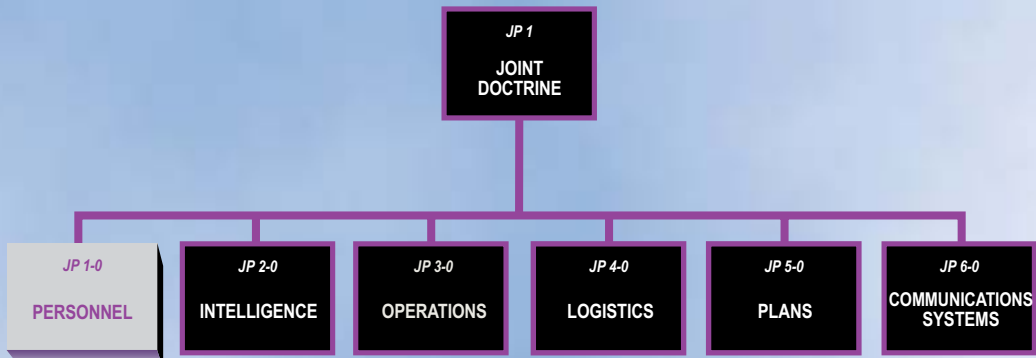 JP 1
JOINT
DOCTRINE
JP 1-0
PERSONNEL
JP 2-0
INTELLIGENCE
JP 3-0
OPERATIONS
JP 4-0
LOGISTICS
JP 5-0
PLANS
JP 6-0
COMMUNICATIONS
SYSTEMS